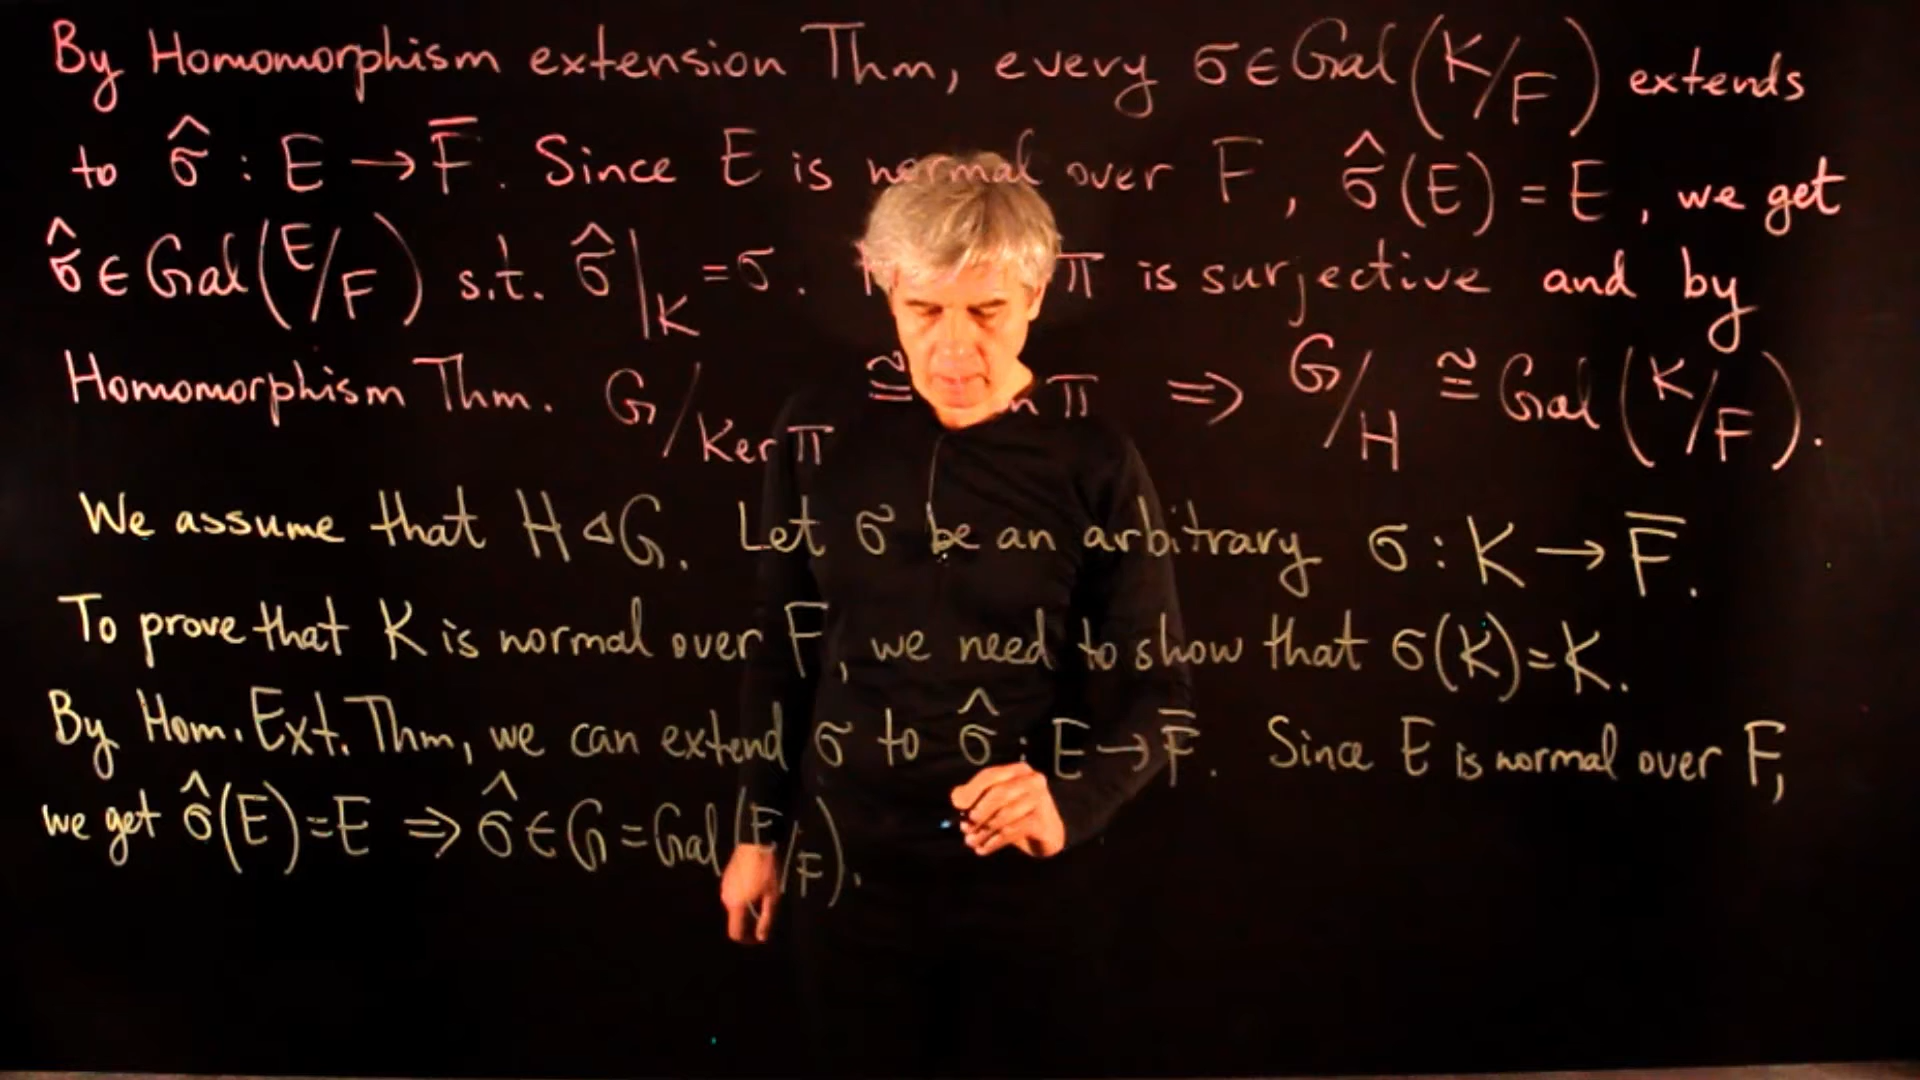 By Homomorphism extension Thm, every σ∈Gal(K/F) extends
to σ̂ : E → F̄. Since E is normal over F, σ̂(E) = E, we get
σ̂ ∈ Gal(E/F) s.t. σ̂|_K = σ. π is surjective and by
Homomorphism Thm. G/Ker π ≅ π ⇒ G/H ≅ Gal(K/F).
We assume that H ◁ G. Let σ be an arbitrary σ : K → F̄.
To prove that K is normal over F, we need to show that σ(K)=K.
By Hom. Ext. Thm, we can extend σ to σ̂ : E → F̄. Since E is normal over F,
we get σ̂(E)=E ⇒ σ̂ ∈ G = Gal(E/F).